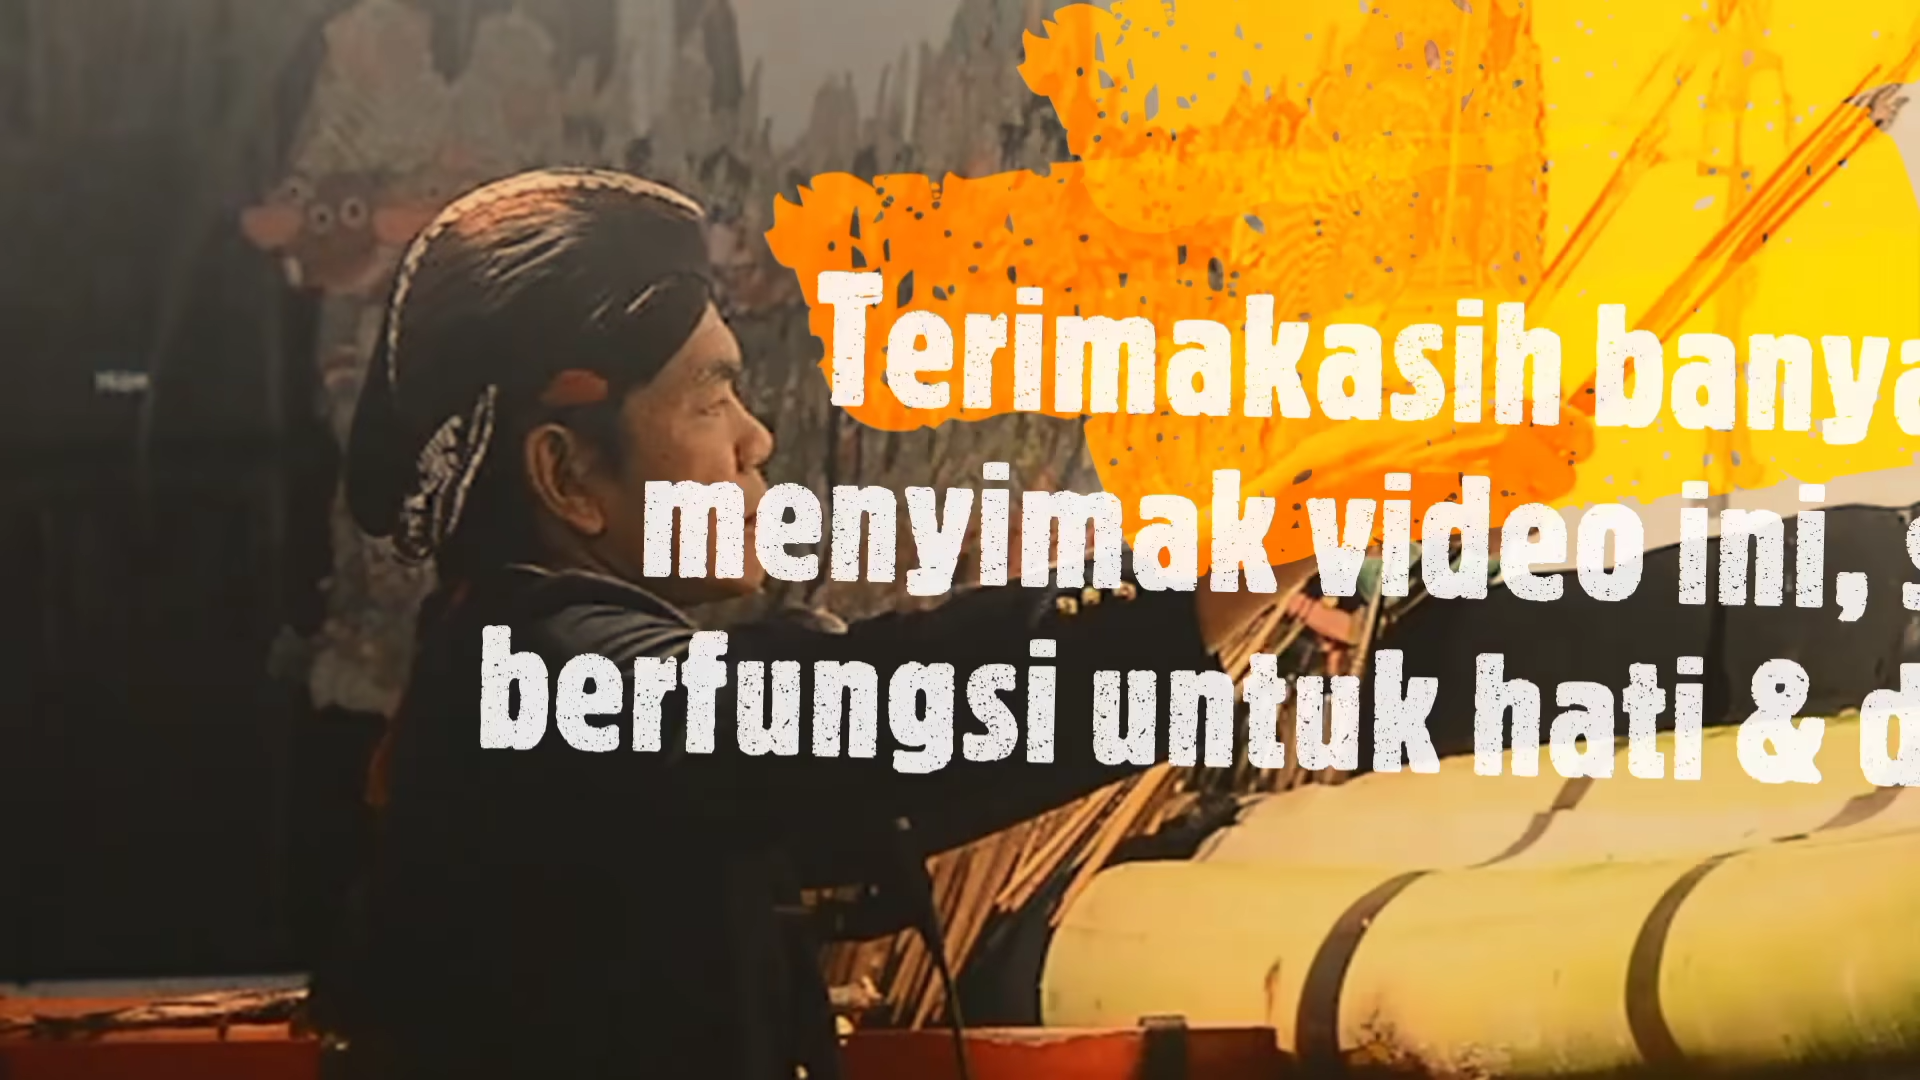 Terimakasih banya
menyimak video ini, s
berfungsi untuk hati & d